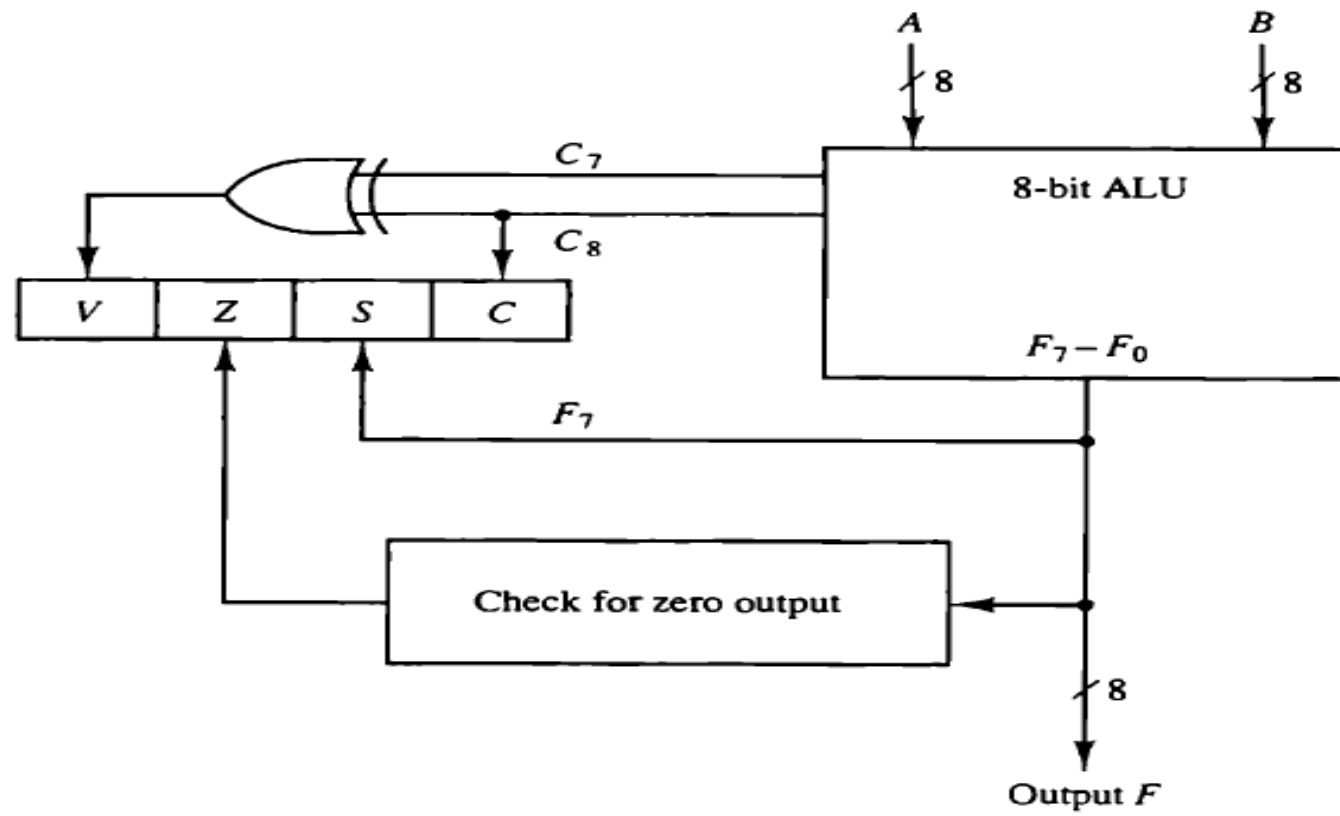 A
B
8
8
C₇
8-bit ALU
C₈
V Z S C
F₇ – F₀
F₇
Check for zero output
8
Output F